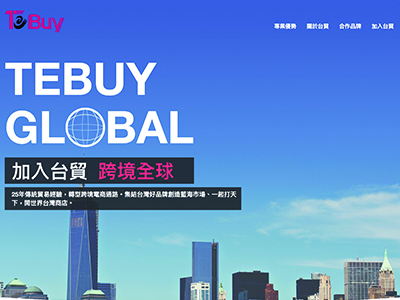 TeBuy
專業優勢 關於台貿 合作品牌 加入台貿
TEBUY
GLOBAL
加入台貿 跨境全球
25年傳統貿易經驗，轉型跨境電商通路。集結台灣好品牌創造藍海市場、一起打天
下，開世界台灣商店。